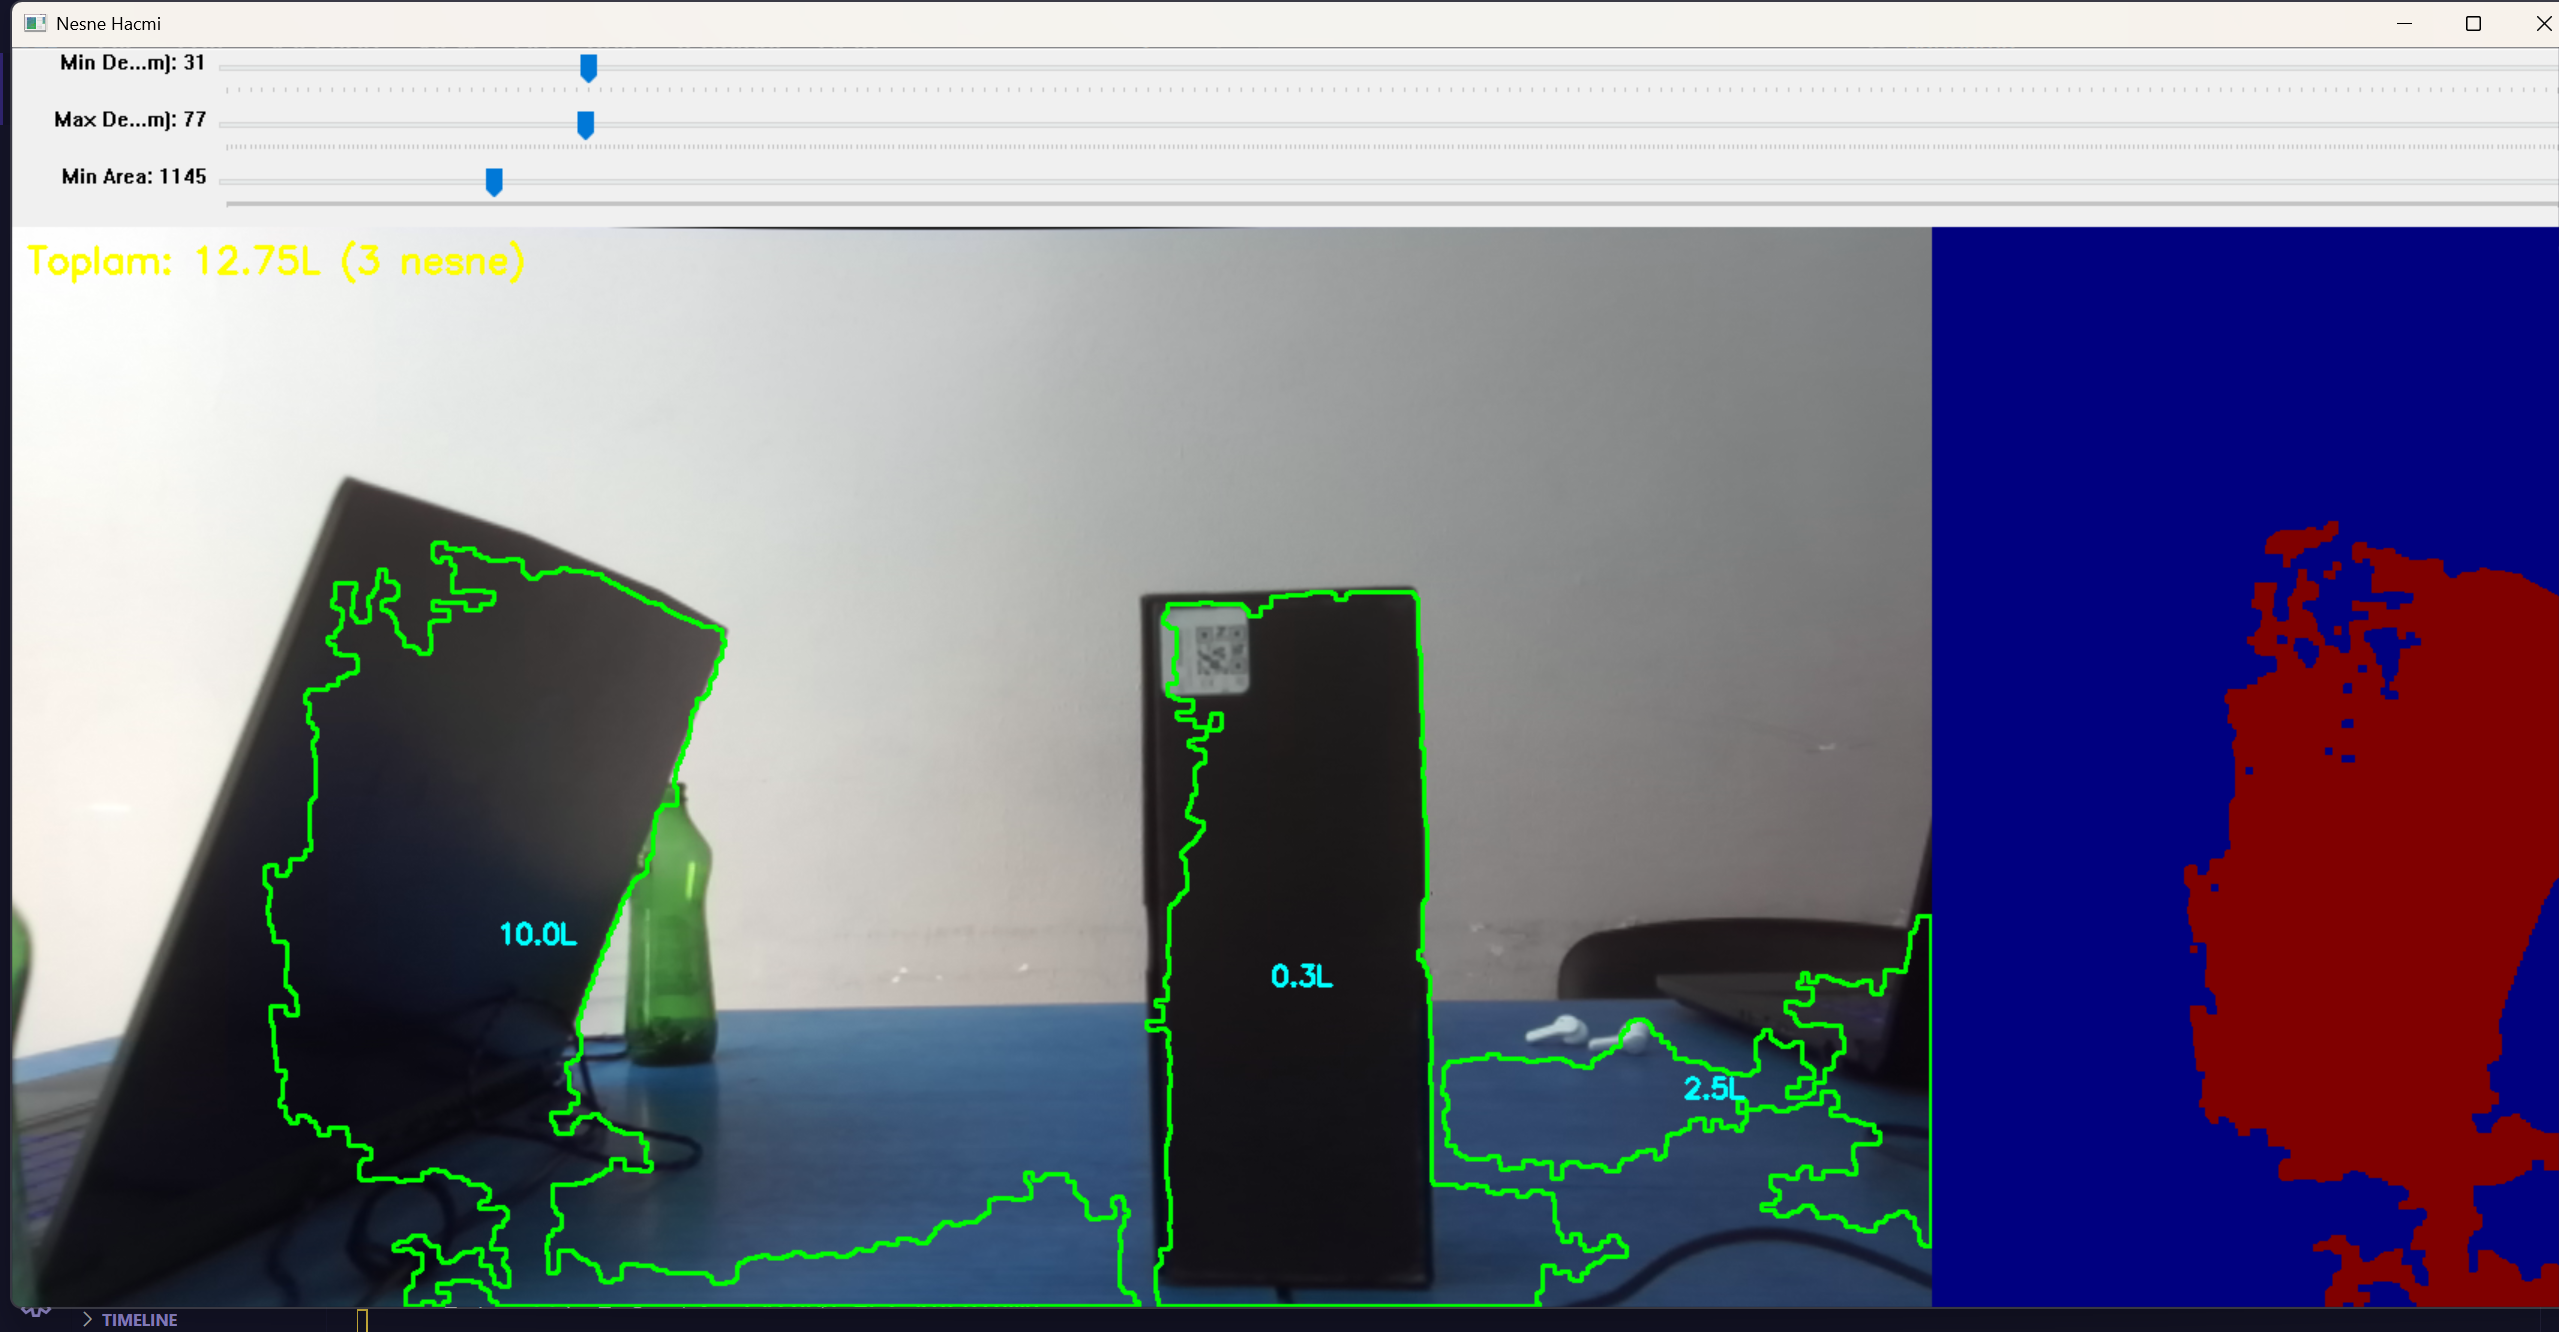 Nesne Hacmi
Min De...m): 31
Max De...m): 77
Min Area: 1145
Toplam: 12.75L (3 nesne)
10.0L
0.3L
2.5L
TIMELINE